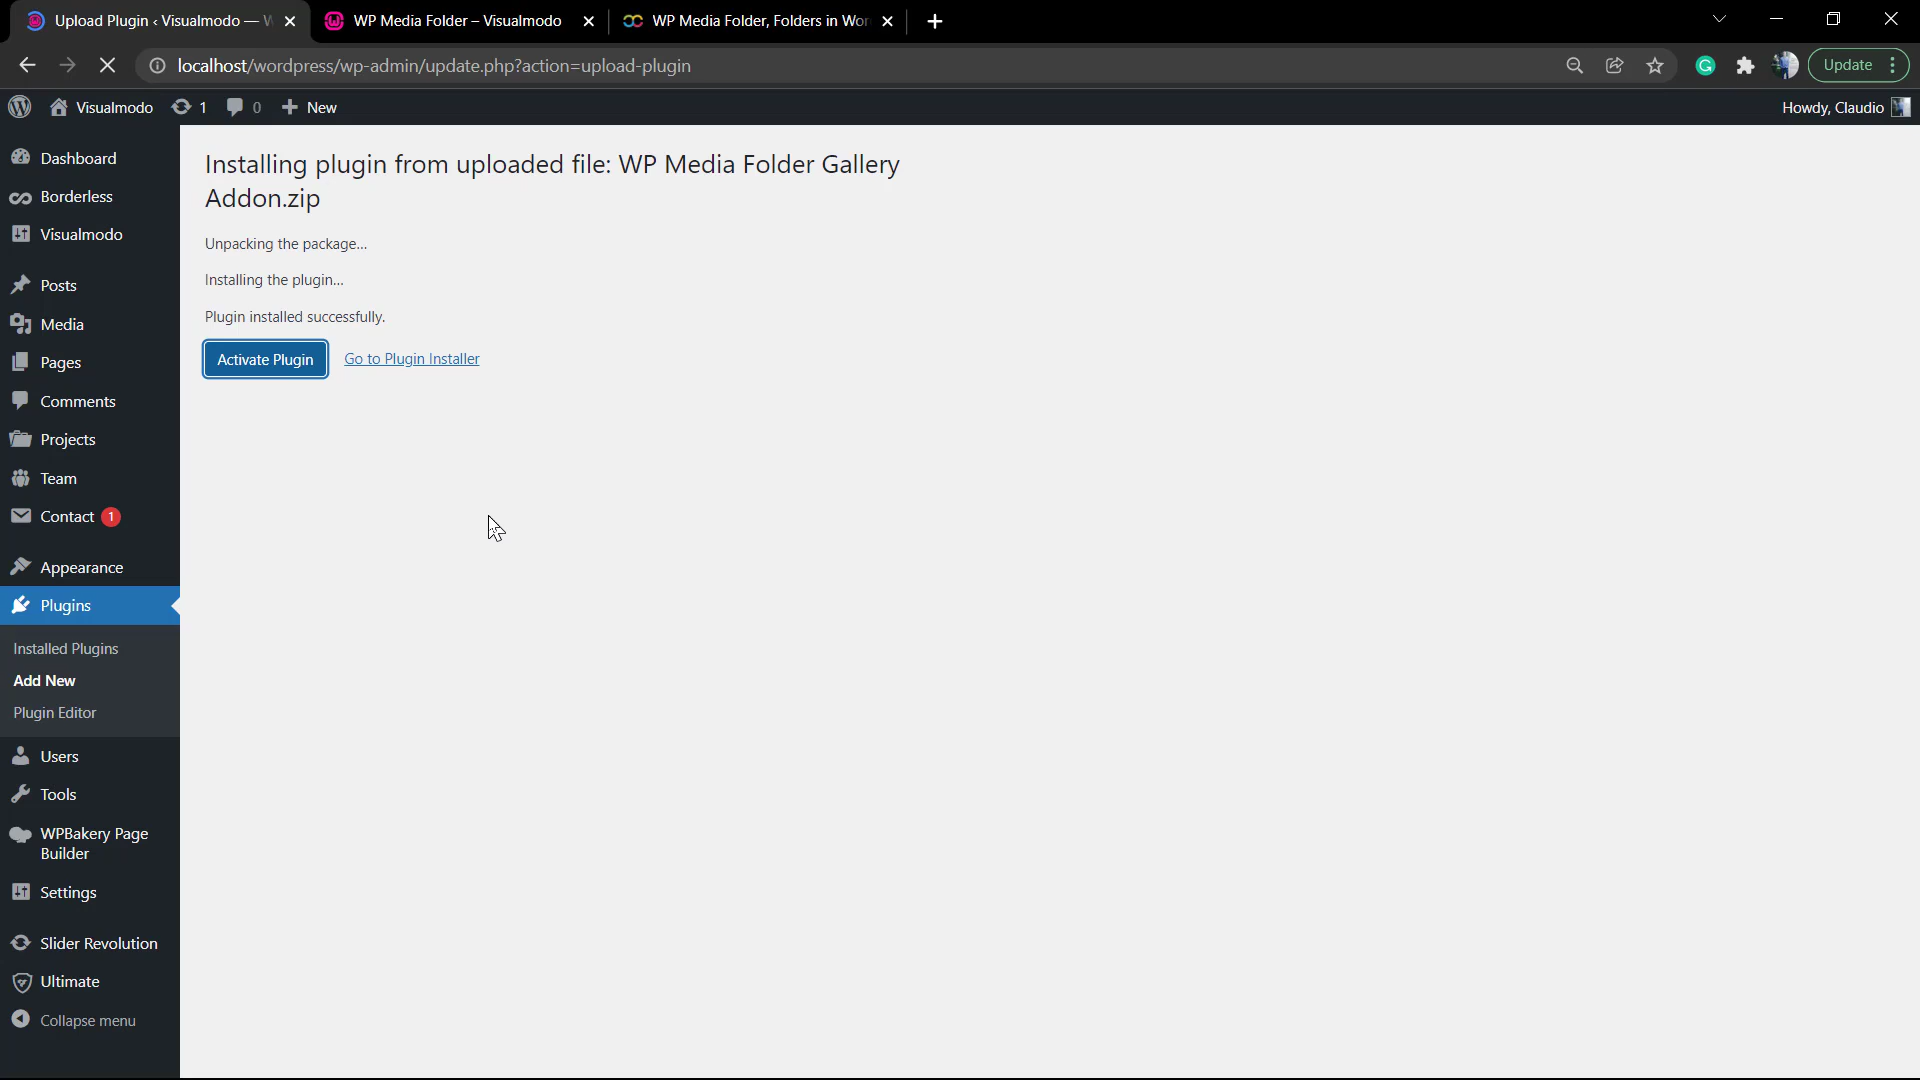 Upload Plugin ‹ Visualmodo — W
WP Media Folder – Visualmodo
WP Media Folder, Folders in Wor
localhost/wordpress/wp-admin/update.php?action=upload-plugin
Update
Visualmodo
1
0
New
Howdy, Claudio
Dashboard
Borderless
Visualmodo
Posts
Media
Pages
Comments
Projects
Team
Contact 1
Appearance
Plugins
Installed Plugins
Add New
Plugin Editor
Users
Tools
WPBakery Page
Builder
Settings
Slider Revolution
Ultimate
Collapse menu
Installing plugin from uploaded file: WP Media Folder Gallery
Addon.zip
Unpacking the package…
Installing the plugin…
Plugin installed successfully.
Activate Plugin
Go to Plugin Installer